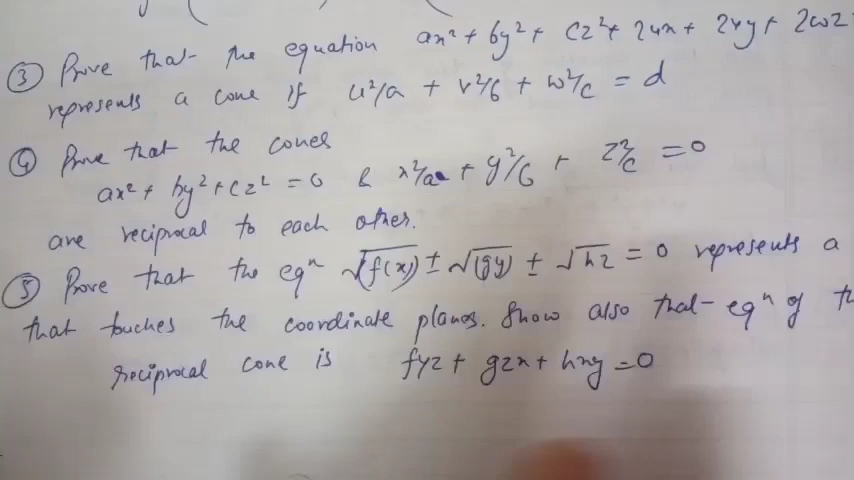 ③ Prove that the equation ax² + by² + cz² + 2ux + 2vy + 2wz
represents a cone if u²/a + v²/b + w²/c = d
④ Prove that the cones
ax² + by² + cz² = 0 & x²/a + y²/b + z²/c = 0
are reciprocal to each other.
⑤ Prove that the eqⁿ √(f(x)) ± √(gy) ± √hz = 0 represents a
that touches the coordinate planes. Show also that eqⁿ of th
reciprocal cone is fyz + gzx + hxy = 0